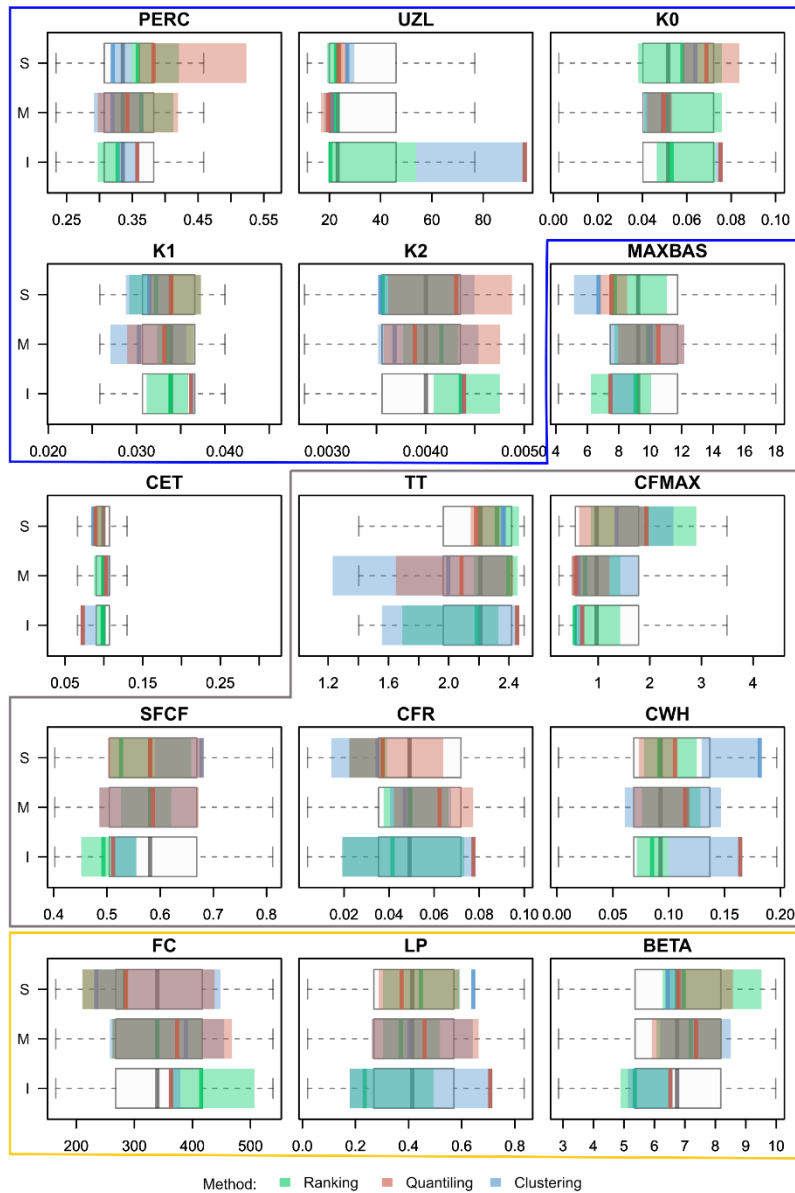 PERC UZL K0
S
M
I
0.25 0.35 0.45 0.55 20 40 60 80 0.00 0.02 0.04 0.06 0.08 0.10
K1 K2 MAXBAS
S
M
I
0.020 0.030 0.040 0.0030 0.0040 0.0050 4 6 8 10 12 14 16 18
CET TT CFMAX
S
M
I
0.05 0.15 0.25 1.2 1.6 2.0 2.4 1 2 3 4
SFCF CFR CWH
S
M
I
0.4 0.5 0.6 0.7 0.8 0.02 0.04 0.06 0.08 0.10 0.00 0.05 0.10 0.15 0.20
FC LP BETA
S
M
I
200 300 400 500 0.0 0.2 0.4 0.6 0.8 3 4 5 6 7 8 9 10
Method: Ranking Quantiling Clustering